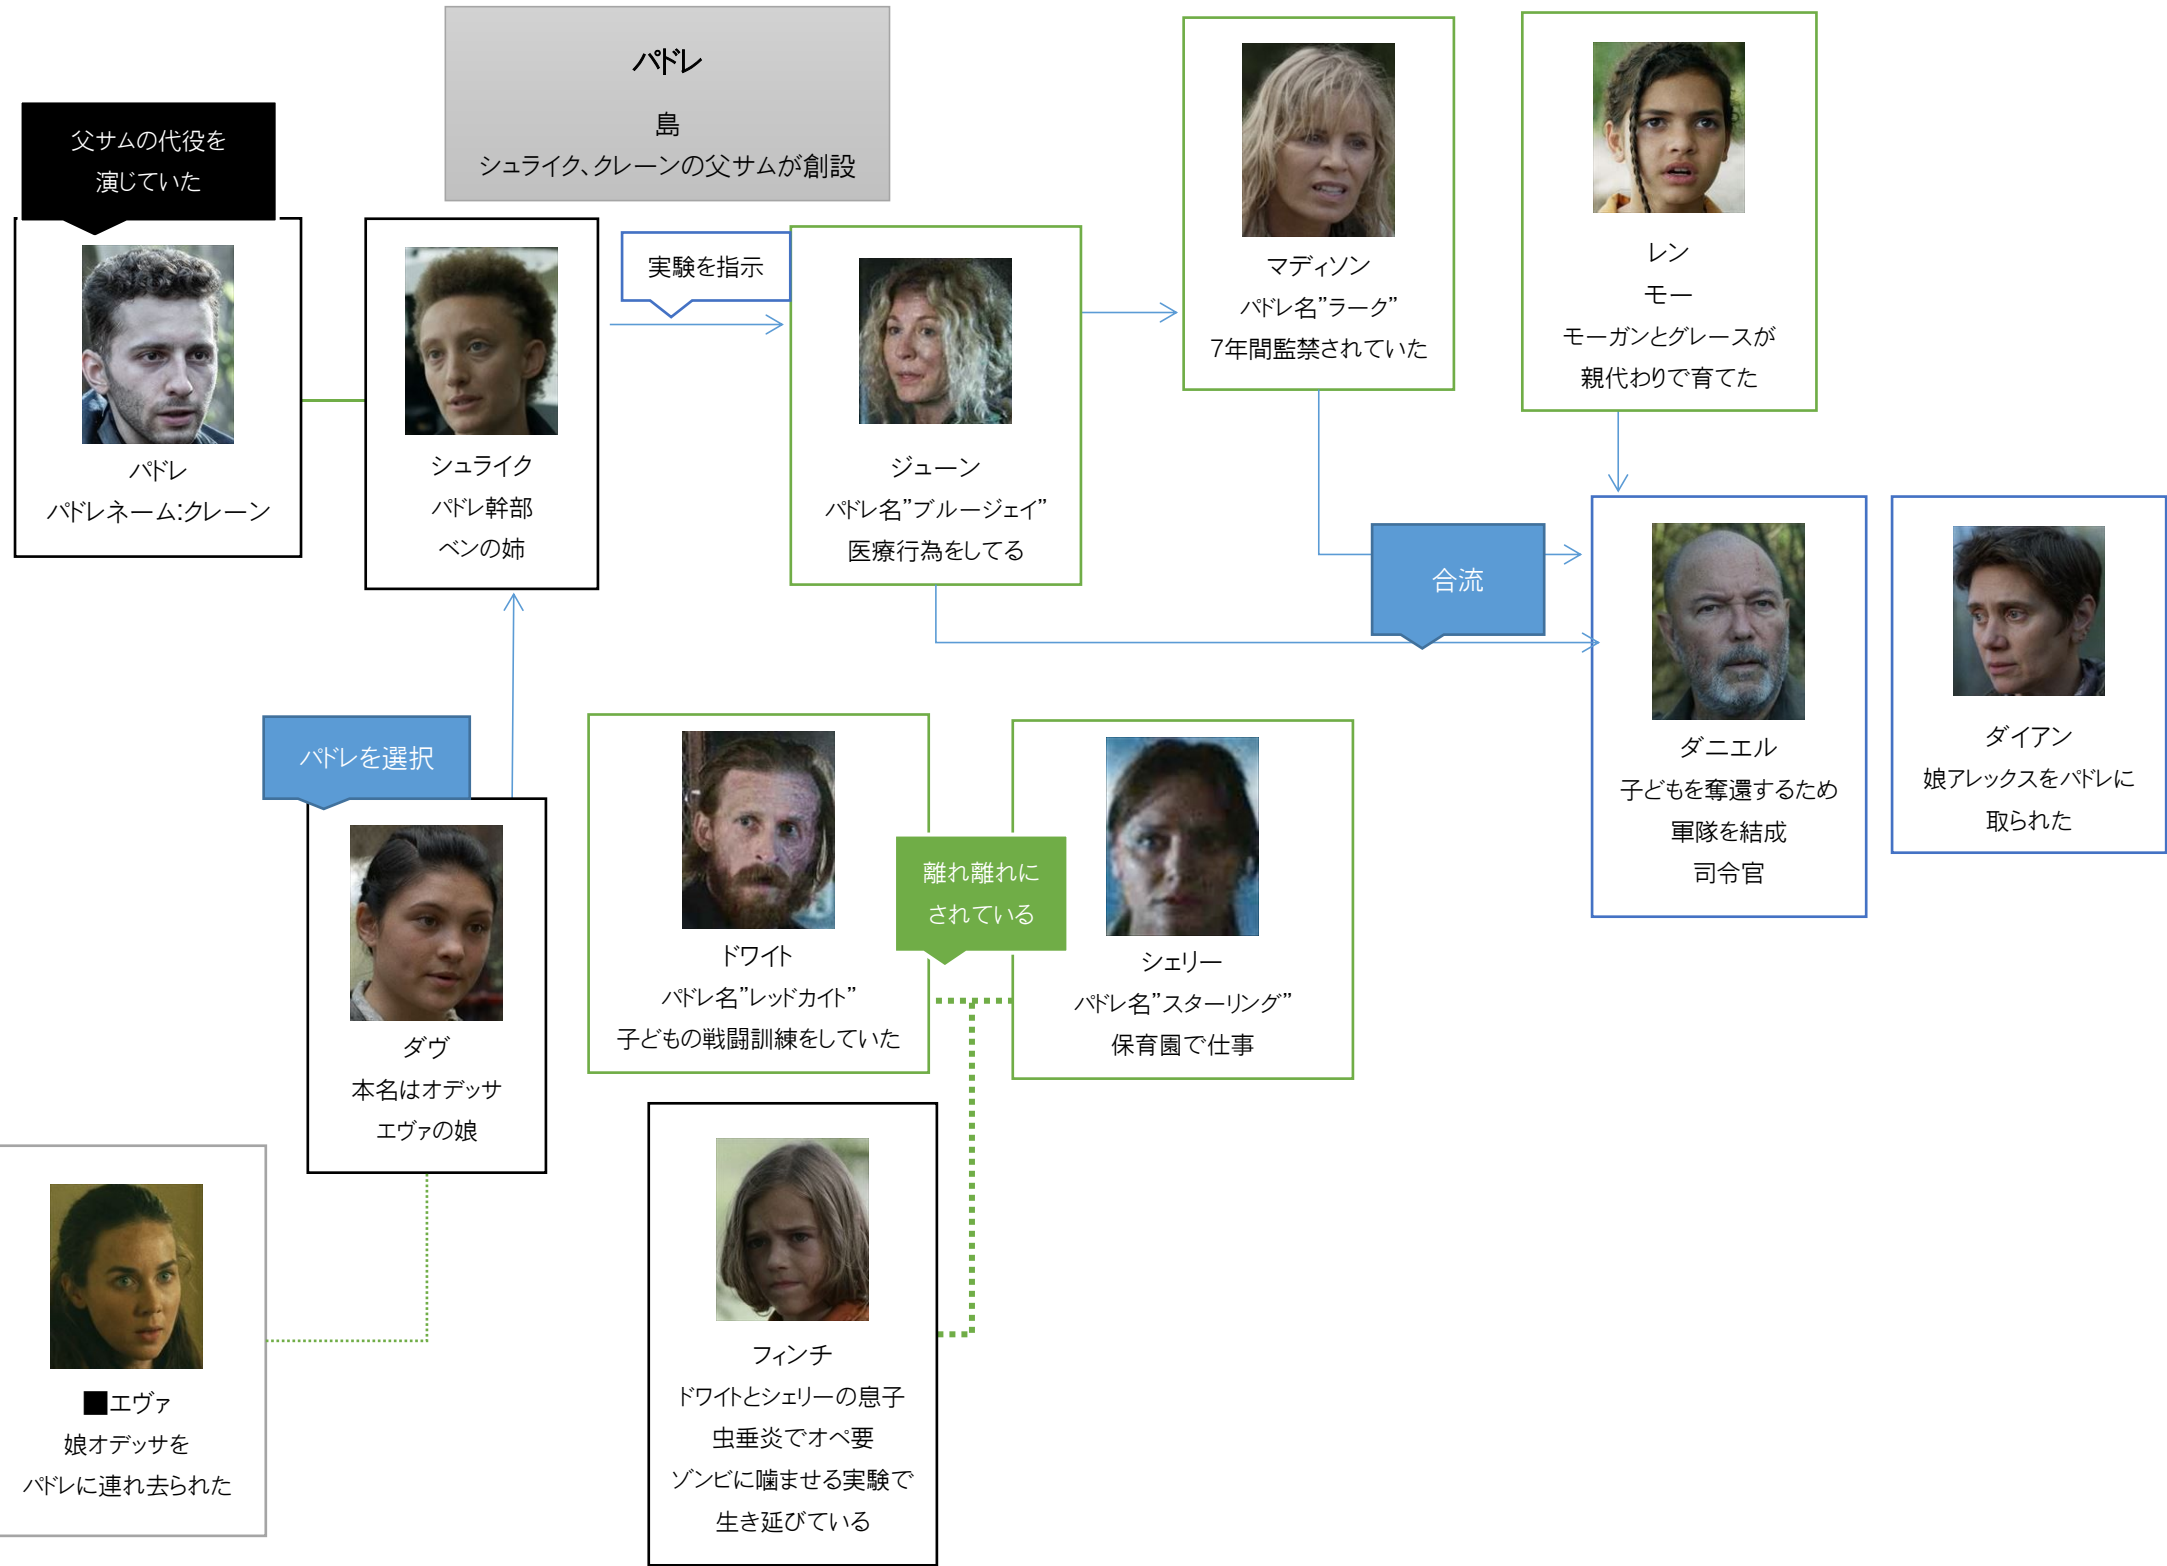 パドレ
島
シュライク、クレーンの父サムが創設
父サムの代役を
演じていた
パドレ
パドレネーム:クレーン
シュライク
パドレ幹部
ベンの姉
実験を指示
ジューン
パドレ名”ブルージェイ”
医療行為をしてる
マディソン
パドレ名”ラーク”
7年間監禁されていた
レン
モー
モーガンとグレースが
親代わりで育てた
合流
ダニエル
子どもを奪還するため
軍隊を結成
司令官
ダイアン
娘アレックスをパドレに
取られた
パドレを選択
ダヴ
本名はオデッサ
エヴァの娘
ドワイト
パドレ名”レッドカイト”
子どもの戦闘訓練をしていた
離れ離れに
されている
シェリー
パドレ名”スターリング”
保育園で仕事
■エヴァ
娘オデッサを
パドレに連れ去られた
フィンチ
ドワイトとシェリーの息子
虫垂炎でオペ要
ゾンビに噛ませる実験で
生き延びている